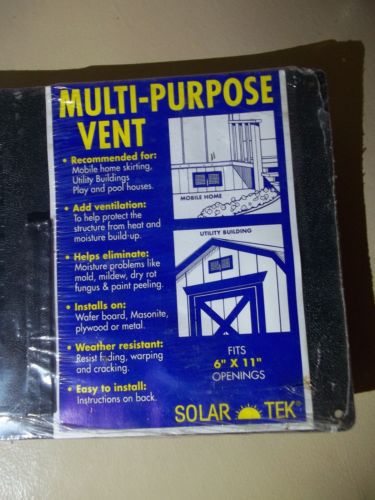 MULTI-PURPOSE
VENT
• Recommended for:
Mobile home skirting,
Utility Buildings
Play and pool houses.
• Add ventilation:
To help protect the
structure from heat and
moisture build-up.
• Helps eliminate:
Moisture problems like
mold, mildew, dry rot
fungus & paint peeling.
• Installs on:
Wafer board, Masonite,
plywood or metal.
• Weather resistant:
Resist fading, warping
and cracking.
• Easy to install:
Instructions on back.
MOBILE HOME
UTILITY BUILDING
FITS
6" X 11"
OPENINGS
SOLAR TEK®